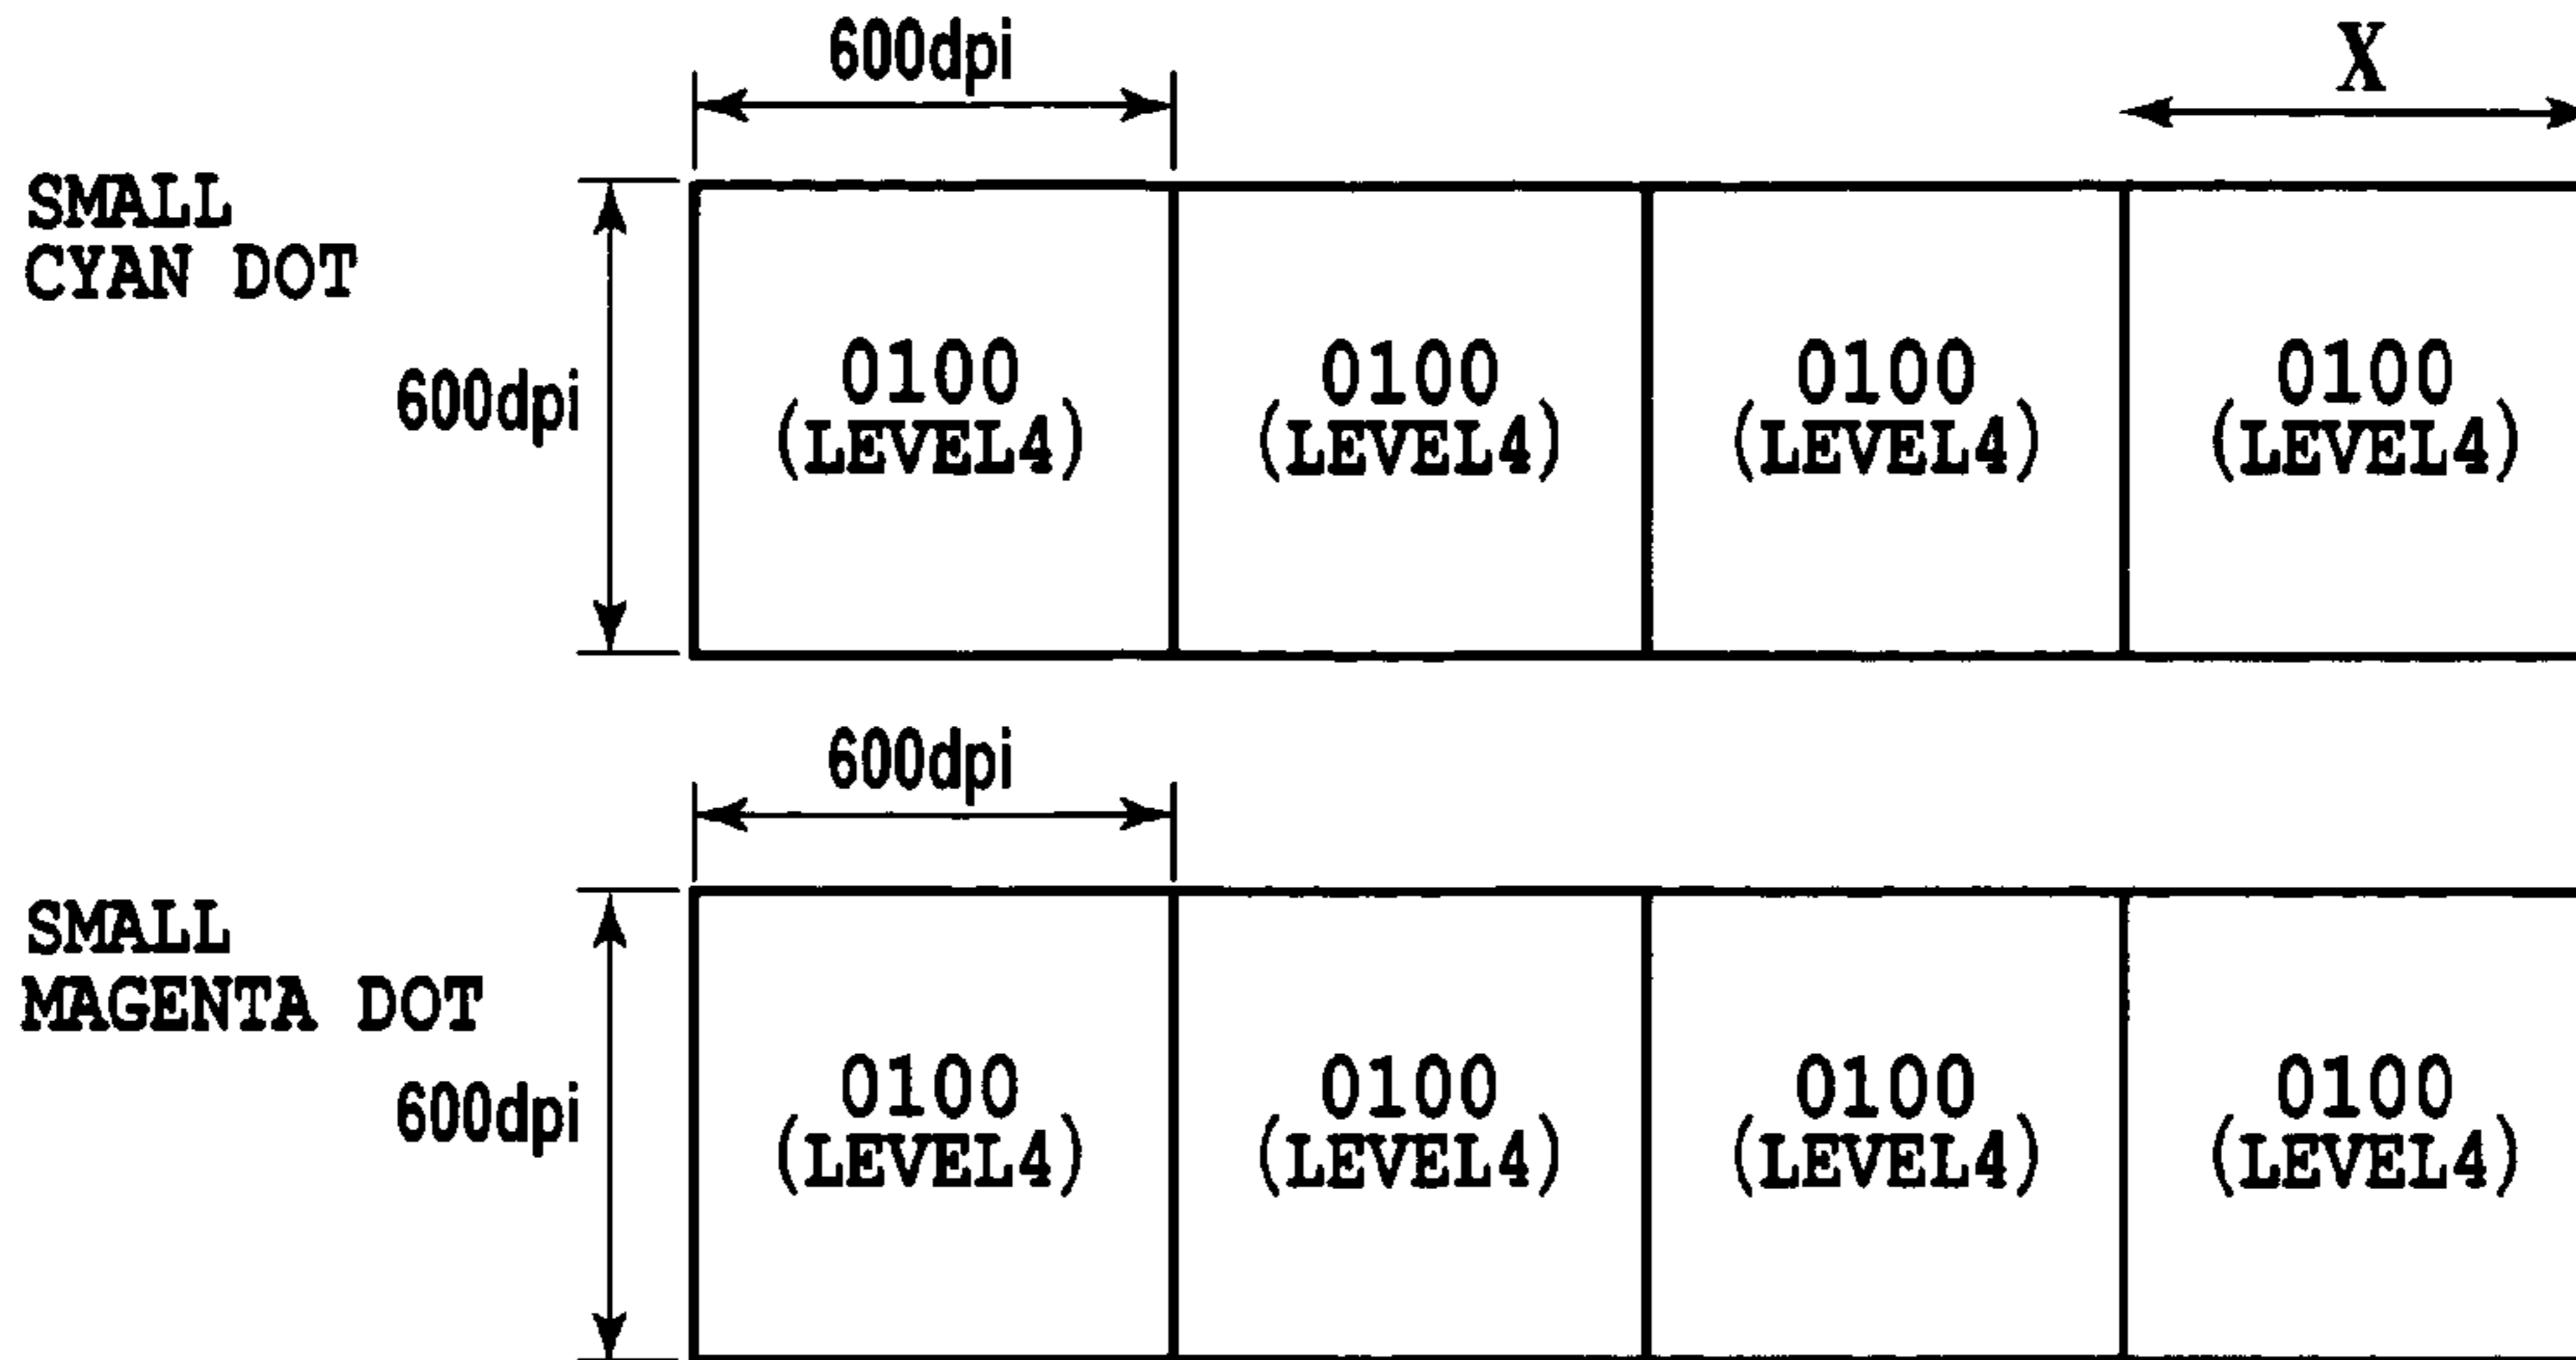 600dpi
X
SMALL
CYAN DOT
600dpi
0100 0100 0100 0100
(LEVEL4) (LEVEL4) (LEVEL4) (LEVEL4)
600dpi
SMALL
MAGENTA DOT
600dpi
0100 0100 0100 0100
(LEVEL4) (LEVEL4) (LEVEL4) (LEVEL4)